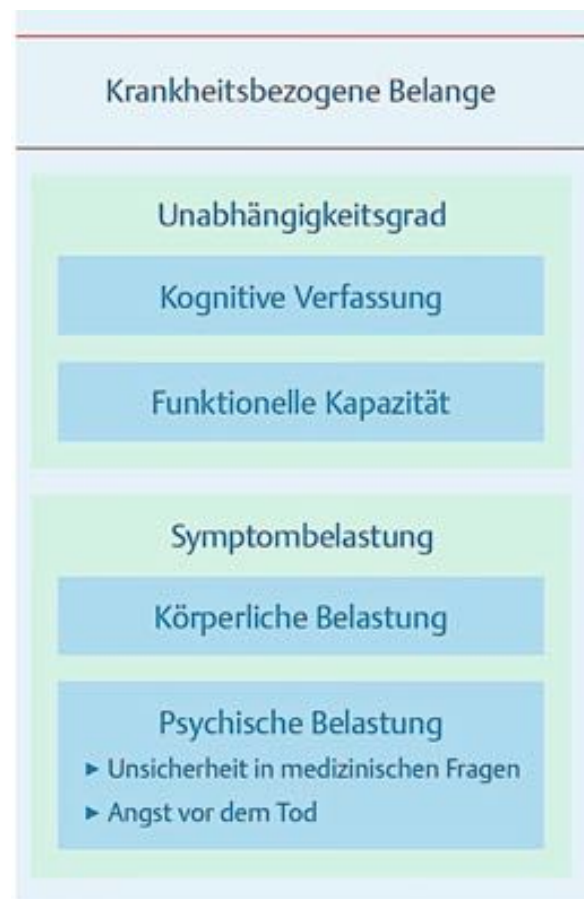 Krankheitsbezogene Belange
Unabhängigkeitsgrad
Kognitive Verfassung
Funktionelle Kapazität
Symptombelastung
Körperliche Belastung
Psychische Belastung
► Unsicherheit in medizinischen Fragen
► Angst vor dem Tod